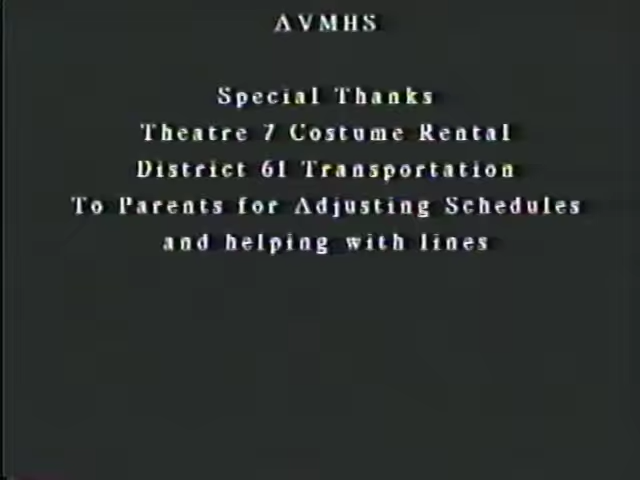 AVMHS
Special Thanks
Theatre 7 Costume Rental
District 61 Transportation
To Parents for Adjusting Schedules
and helping with lines